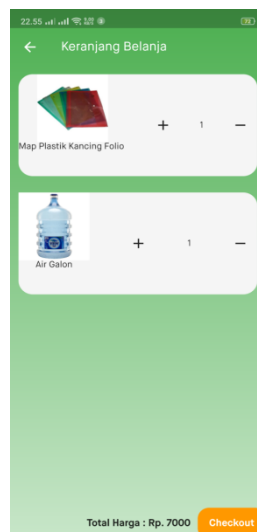 22.55
Keranjang Belanja
+ 1 −
Map Plastik Kancing Folio
+ 1 −
Air Galon
Total Harga : Rp. 7000
Checkout